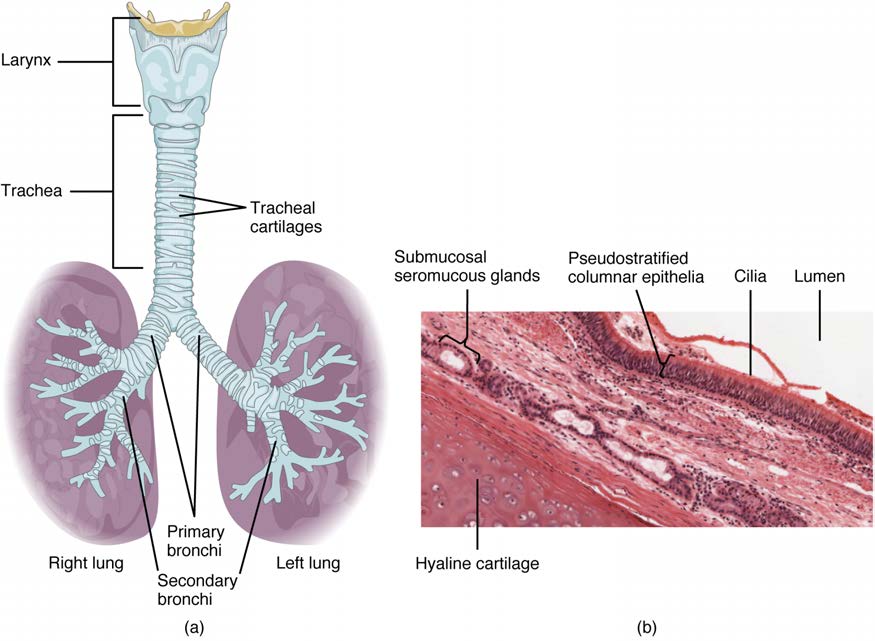 Larynx
Trachea
Tracheal
cartilages
Primary
bronchi
Right lung
Left lung
Secondary
bronchi
(a)
Submucosal
seromucous glands
Pseudostratified
columnar epithelia
Cilia
Lumen
Hyaline cartilage
(b)